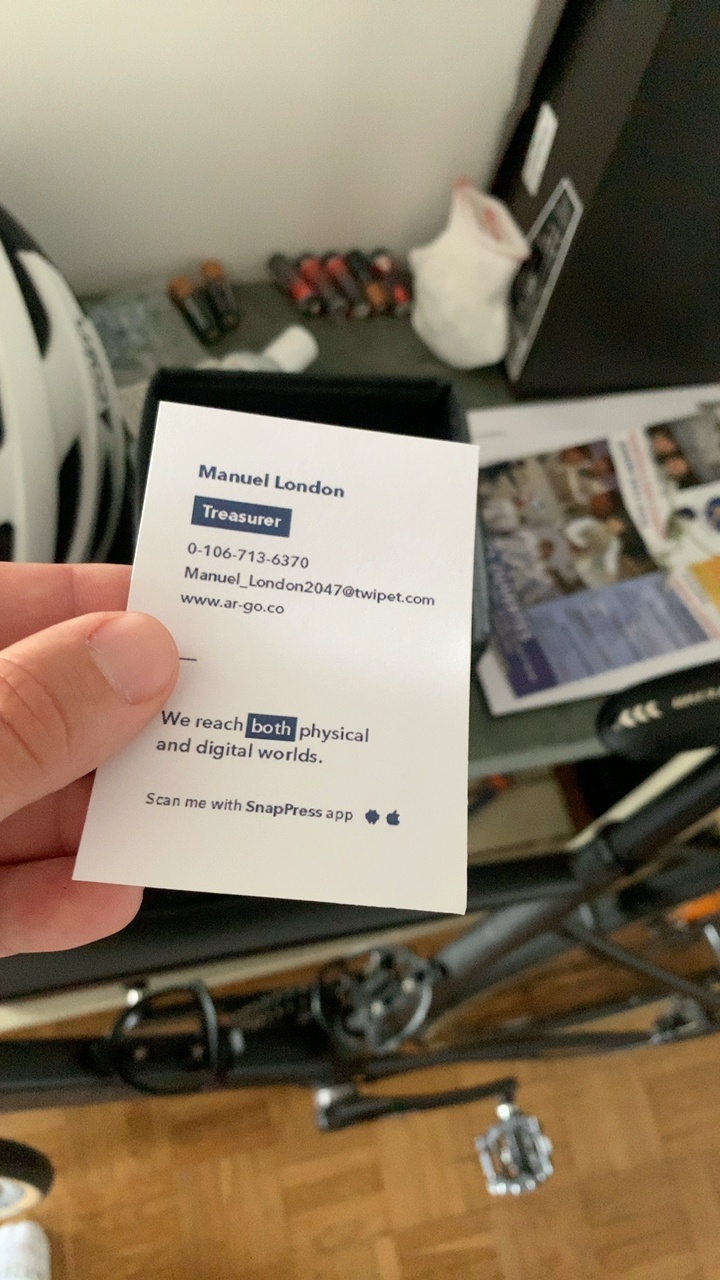 Manuel London
Treasurer
0-106-713-6370
Manuel_London2047@twipet.com
www.ar-go.co
We reach both physical
and digital worlds.
Scan me with SnapPress app